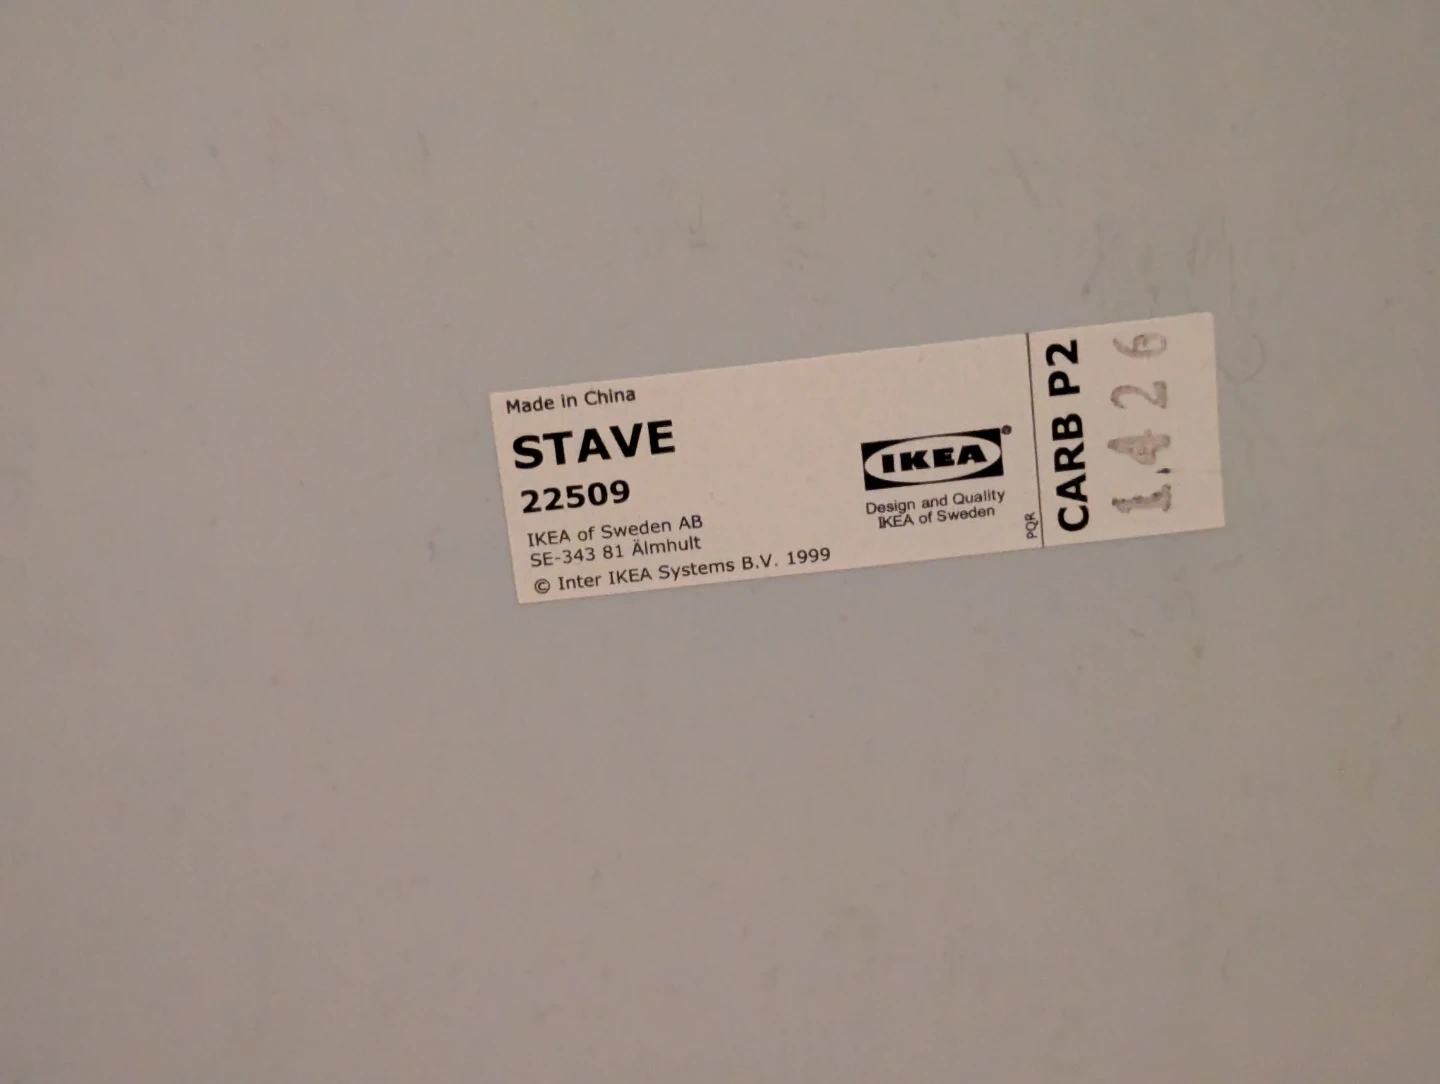 Made in China
STAVE
22509
IKEA of Sweden AB
SE-343 81 Älmhult
© Inter IKEA Systems B.V. 1999
IKEA®
Design and Quality
IKEA of Sweden
PQR
CARB P2
1426